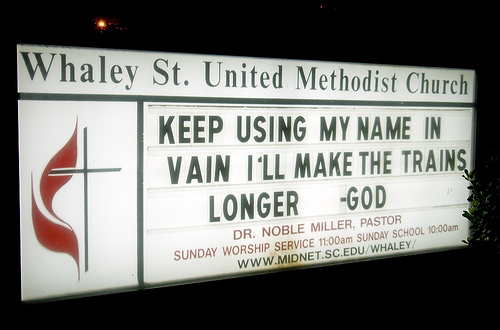 Whaley St. United Methodist Church
KEEP USING MY NAME IN
VAIN I'LL MAKE THE TRAINS
LONGER -GOD
DR. NOBLE MILLER, PASTOR
SUNDAY WORSHIP SERVICE 11:00am SUNDAY SCHOOL 10:00am
WWW.MIDNET.SC.EDU/WHALEY/